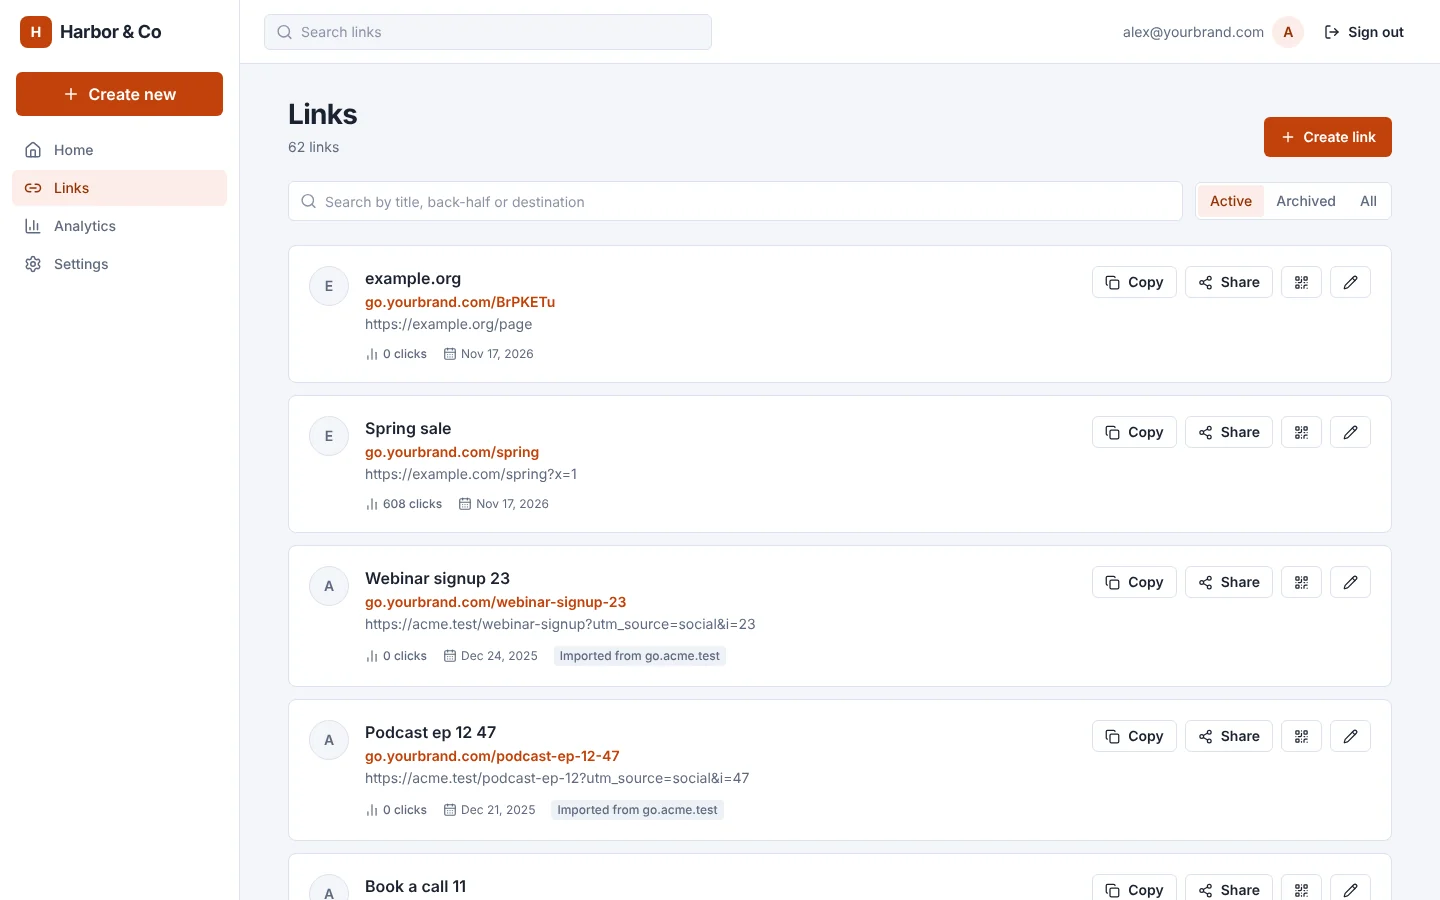 H Harbor & Co
Search links
alex@yourbrand.com A Sign out
Create new
Home
Links
Analytics
Settings
Links
62 links
Create link
Search by title, back-half or destination
Active Archived All
E
example.org
go.yourbrand.com/BrPKETu
https://example.org/page
0 clicks Nov 17, 2026
Copy Share
E
Spring sale
go.yourbrand.com/spring
https://example.com/spring?x=1
608 clicks Nov 17, 2026
Copy Share
A
Webinar signup 23
go.yourbrand.com/webinar-signup-23
https://acme.test/webinar-signup?utm_source=social&i=23
0 clicks Dec 24, 2025 Imported from go.acme.test
Copy Share
A
Podcast ep 12 47
go.yourbrand.com/podcast-ep-12-47
https://acme.test/podcast-ep-12?utm_source=social&i=47
0 clicks Dec 21, 2025 Imported from go.acme.test
Copy Share
A
Book a call 11
Copy Share